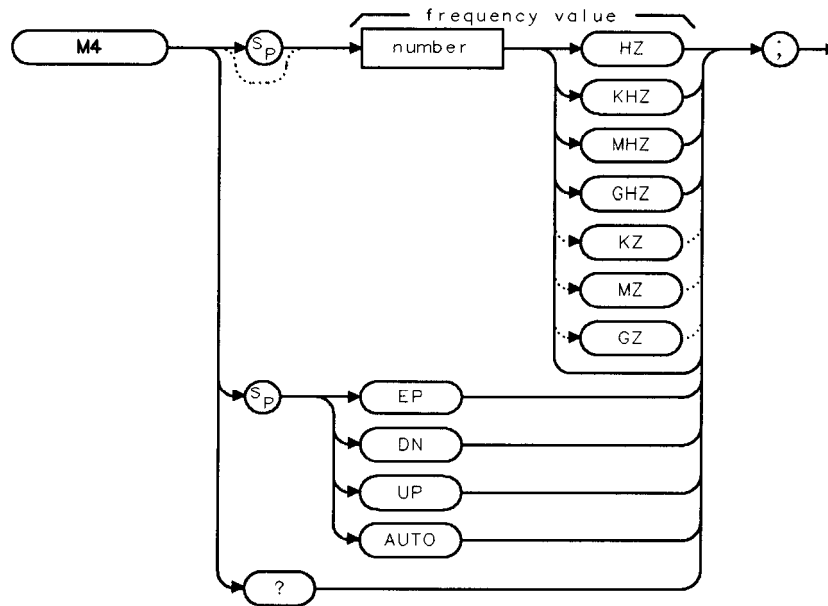 frequency value
M4 SP number HZ ;
KHZ
MHZ
GHZ
KZ
MZ
GZ
SP EP
DN
UP
AUTO
?